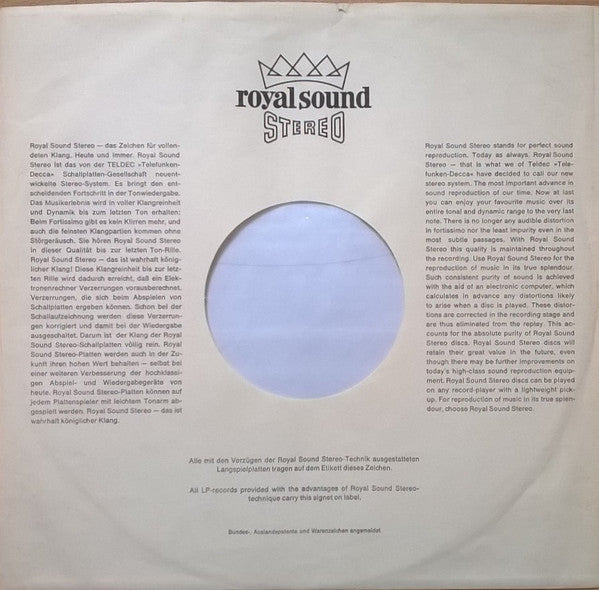 royal sound
STEREO
Royal Sound Stereo — das Zeichen für vollen-
deten Klang. Heute und immer. Royal Sound
Stereo ist das von der TELDEC »Telefunken-
Decca« Schallplatten-Gesellschaft neuent-
wickelte Stereo-System. Es bringt den ent-
scheidenden Fortschritt in der Tonwiedergabe.
Das Musikerlebnis wird in voller Klangreinheit
und Dynamik bis zum letzten Ton erhalten:
Beim Fortissimo gibt es kein Klirren mehr, und
auch die feinsten Klangpartien kommen ohne
Störgeräusch. Sie hören Royal Sound Stereo
in dieser Qualität bis zur letzten Ton-Rille.
Royal Sound Stereo — das ist wahrhaft könig-
licher Klang! Diese Klangreinheit bis zur letz-
ten Rille wird dadurch erreicht, daß ein Elek-
tronenrechner Verzerrungen vorausberechnet.
Verzerrungen, die sich beim Abspielen von
Schallplatten ergeben können. Schon bei der
Schallaufzeichnung werden diese Verzerrun-
gen korrigiert und damit bei der Wiedergabe
ausgeschaltet. Darum ist der Klang der Royal
Sound Stereo-Schallplatten völlig rein. Royal
Sound Stereo-Platten werden auch in der Zu-
kunft ihren hohen Wert behalten — selbst bei
einer weiteren Verbesserung der hochklassi-
gen Abspiel- und Wiedergabegeräte von
heute. Royal Sound Stereo-Platten können auf
jedem Plattenspieler mit leichtem Tonarm ab-
gespielt werden. Royal Sound Stereo — das ist
wahrhaft königlicher Klang.
Royal Sound Stereo stands for perfect sound
reproduction. Today as always. Royal Sound
Stereo — that is what we of Teldec »Tele-
funken-Decca« have decided to call our new
stereo system. The most important advance in
sound reproduction of our time. Now at last
you can enjoy your favourite music over its
entire tonal and dynamic range to the very last
note. There is no longer any audible distortion
in fortissimo nor the least impurity even in the
most subtle passages. With Royal Sound
Stereo this quality is maintained throughout
the recording. Use Royal Sound Stereo for the
reproduction of music in its true splendour.
Such consistent purity of sound is achieved
with the aid of an electronic computer, which
calculates in advance any distortions likely
to arise when a disc is played. These distor-
tions are corrected in the recording stage and
are thus eliminated from the replay. This ac-
counts for the absolute purity of Royal Sound
Stereo discs. Royal Sound Stereo discs will
retain their great value in the future, even
though there may be further improvements on
today's high-class sound reproduction equip-
ment. Royal Sound Stereo discs can be played
on any record-player with a lightweight pick-
up. For reproduction of music in its true splen-
dour, choose Royal Sound Stereo.
Alle mit den Vorzügen der Royal Sound Stereo-Technik ausgestatteten
Langspielplatten tragen auf dem Etikett dieses Zeichen.
All LP-records provided with the advantages of Royal Sound Stereo-
technique carry this signet on label.
Bundes-, Auslandspatente und Warenzeichen angemeldet